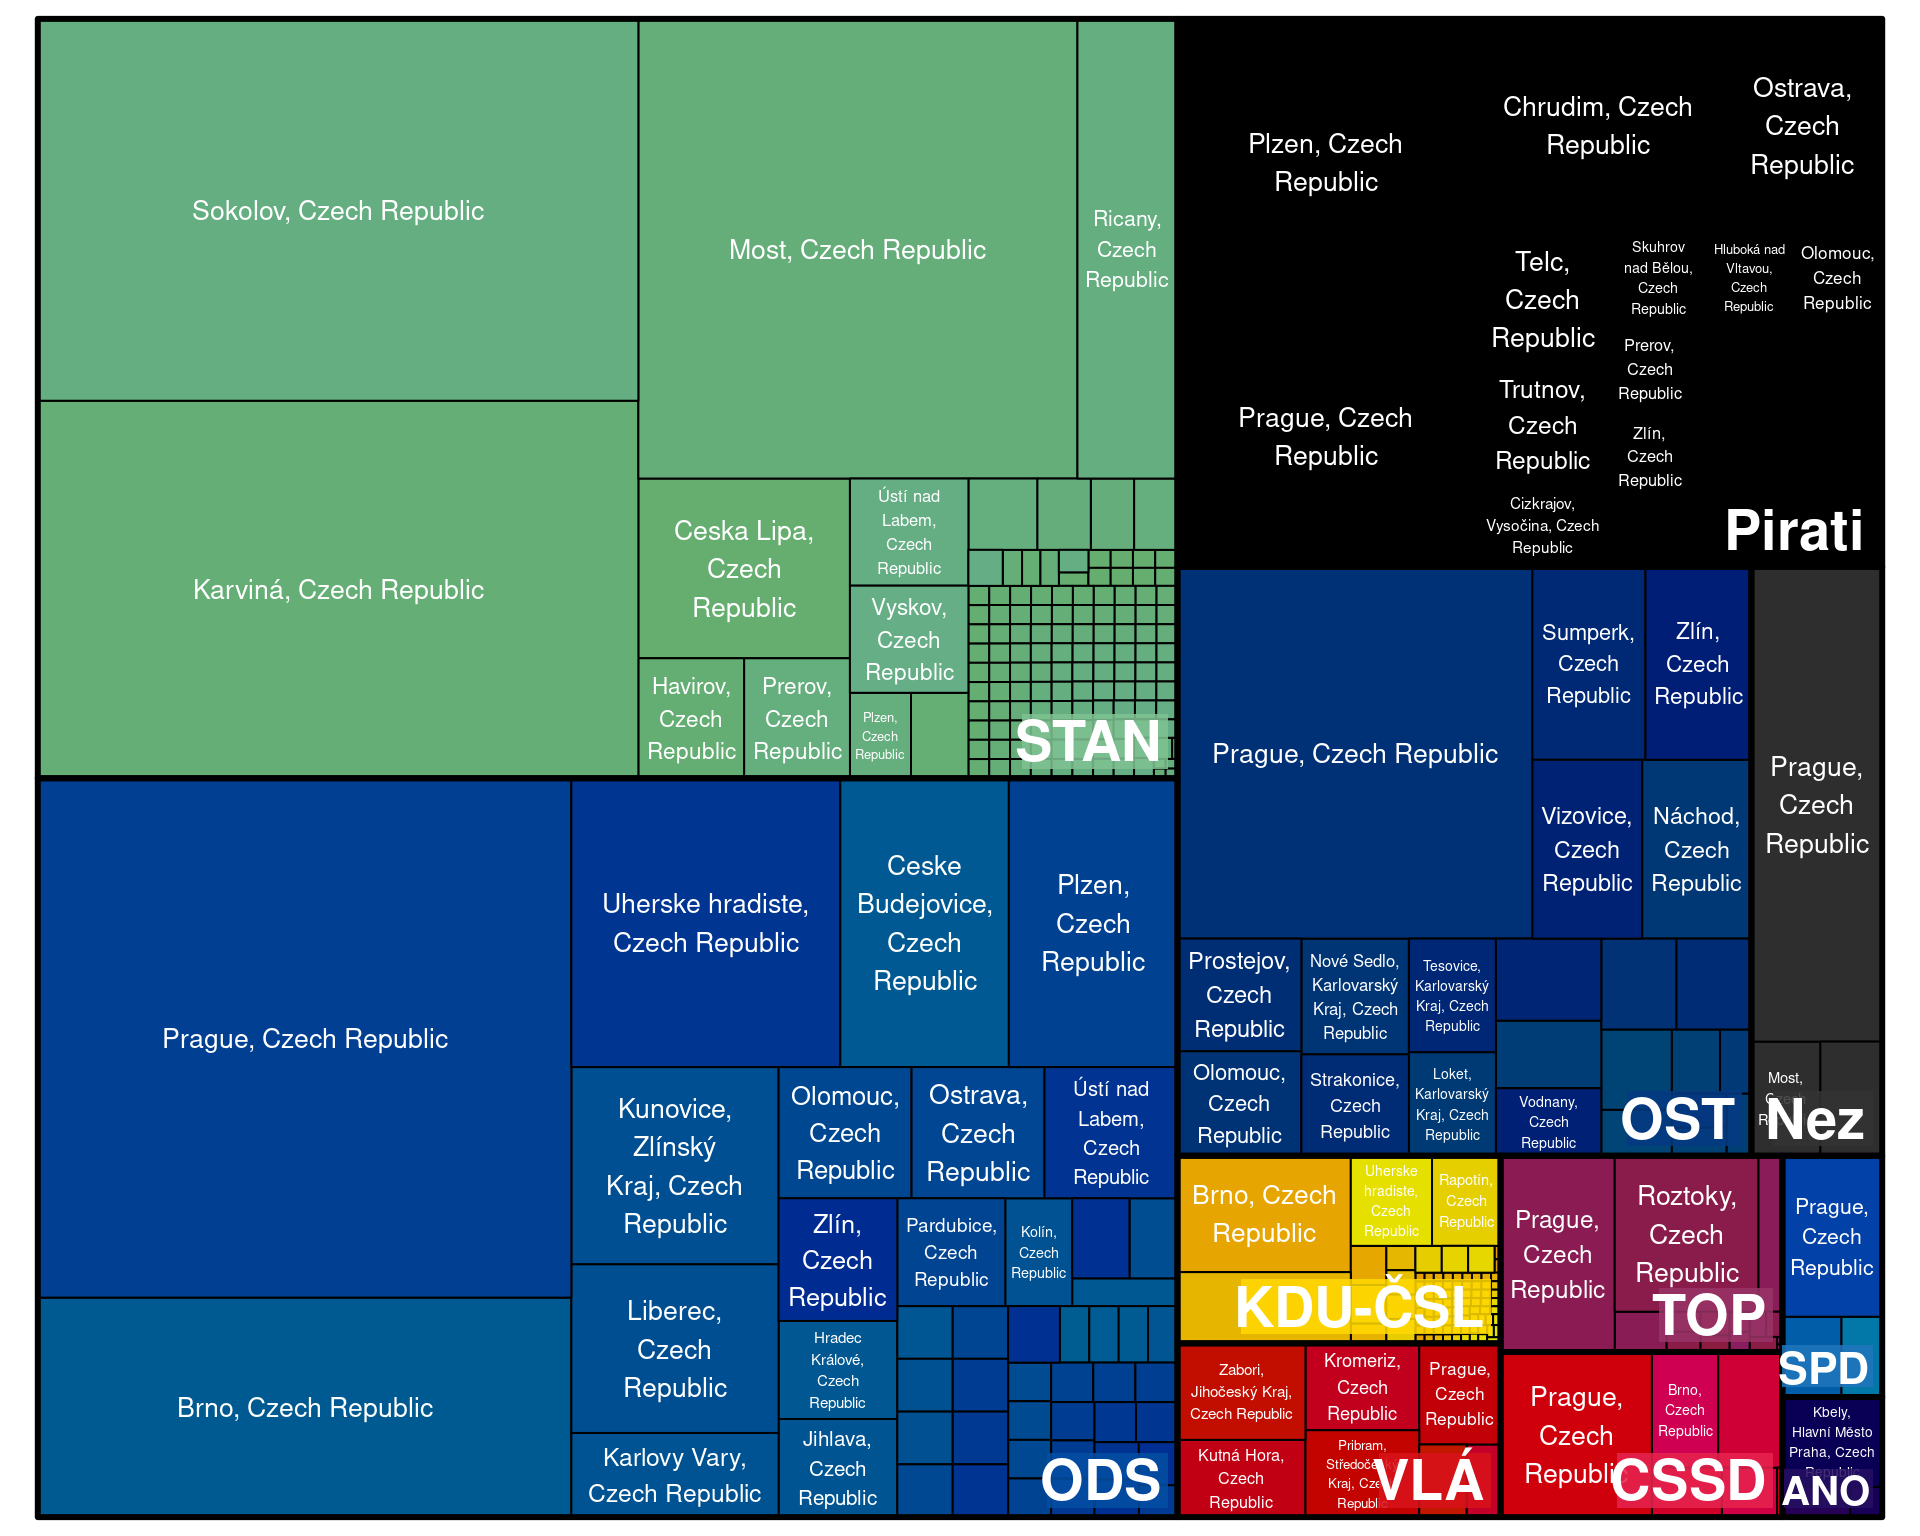 Sokolov, Czech Republic
Karviná, Czech Republic
Most, Czech Republic
Ricany,
Czech
Republic
Ceska Lipa,
Czech
Republic
Havirov,
Czech
Republic
Prerov,
Czech
Republic
Ústí nad
Labem,
Czech
Republic
Vyskov,
Czech
Republic
Plzen,
Czech
Republic
STAN
Plzen, Czech
Republic
Chrudim, Czech
Republic
Ostrava,
Czech
Republic
Prague, Czech
Republic
Telc,
Czech
Republic
Trutnov,
Czech
Republic
Cizkrajov,
Vysočina, Czech
Republic
Skuhrov
nad Bělou,
Czech
Republic
Hluboká nad
Vltavou,
Czech
Republic
Olomouc,
Czech
Republic
Prerov,
Czech
Republic
Zlín,
Czech
Republic
Pirati
Prague, Czech Republic
Brno, Czech Republic
Uherske hradiste,
Czech Republic
Ceske
Budejovice,
Czech
Republic
Plzen,
Czech
Republic
Kunovice,
Zlínský
Kraj, Czech
Republic
Liberec,
Czech
Republic
Karlovy Vary,
Czech Republic
Olomouc,
Czech
Republic
Ostrava,
Czech
Republic
Ústí nad
Labem,
Czech
Republic
Zlín,
Czech
Republic
Pardubice,
Czech
Republic
Kolín,
Czech
Republic
Hradec
Králové,
Czech
Republic
Jihlava,
Czech
Republic
ODS
Prague, Czech Republic
Sumperk,
Czech
Republic
Zlín,
Czech
Republic
Vizovice,
Czech
Republic
Náchod,
Czech
Republic
Prostejov,
Czech
Republic
Olomouc,
Czech
Republic
Nové Sedlo,
Karlovarský
Kraj, Czech
Republic
Strakonice,
Czech
Republic
Tesovice,
Karlovarský
Kraj, Czech
Republic
Loket,
Karlovarský
Kraj, Czech
Republic
Vodnany,
Czech
Republic
OST
Prague,
Czech
Republic
Most,
Nez
Brno, Czech
Republic
Uherske
hradiste,
Czech
Republic
Rapotín,
Czech
Republic
KDU-ČSL
Prague,
Czech
Republic
Roztoky,
Czech
Republic
TOP
Prague,
Czech
Republic
SPD
Zabori,
Jihočeský Kraj,
Czech Republic
Kutná Hora,
Czech
Republic
Kromeriz,
Czech
Republic
Prague,
Czech
Republic
Pribram,
Kraj,
VLÁ
Prague,
Czech
Republic
Brno,
Czech
Republic
CSSD
Kbely,
Hlavní Město
Praha, Czech
Republic
ANO